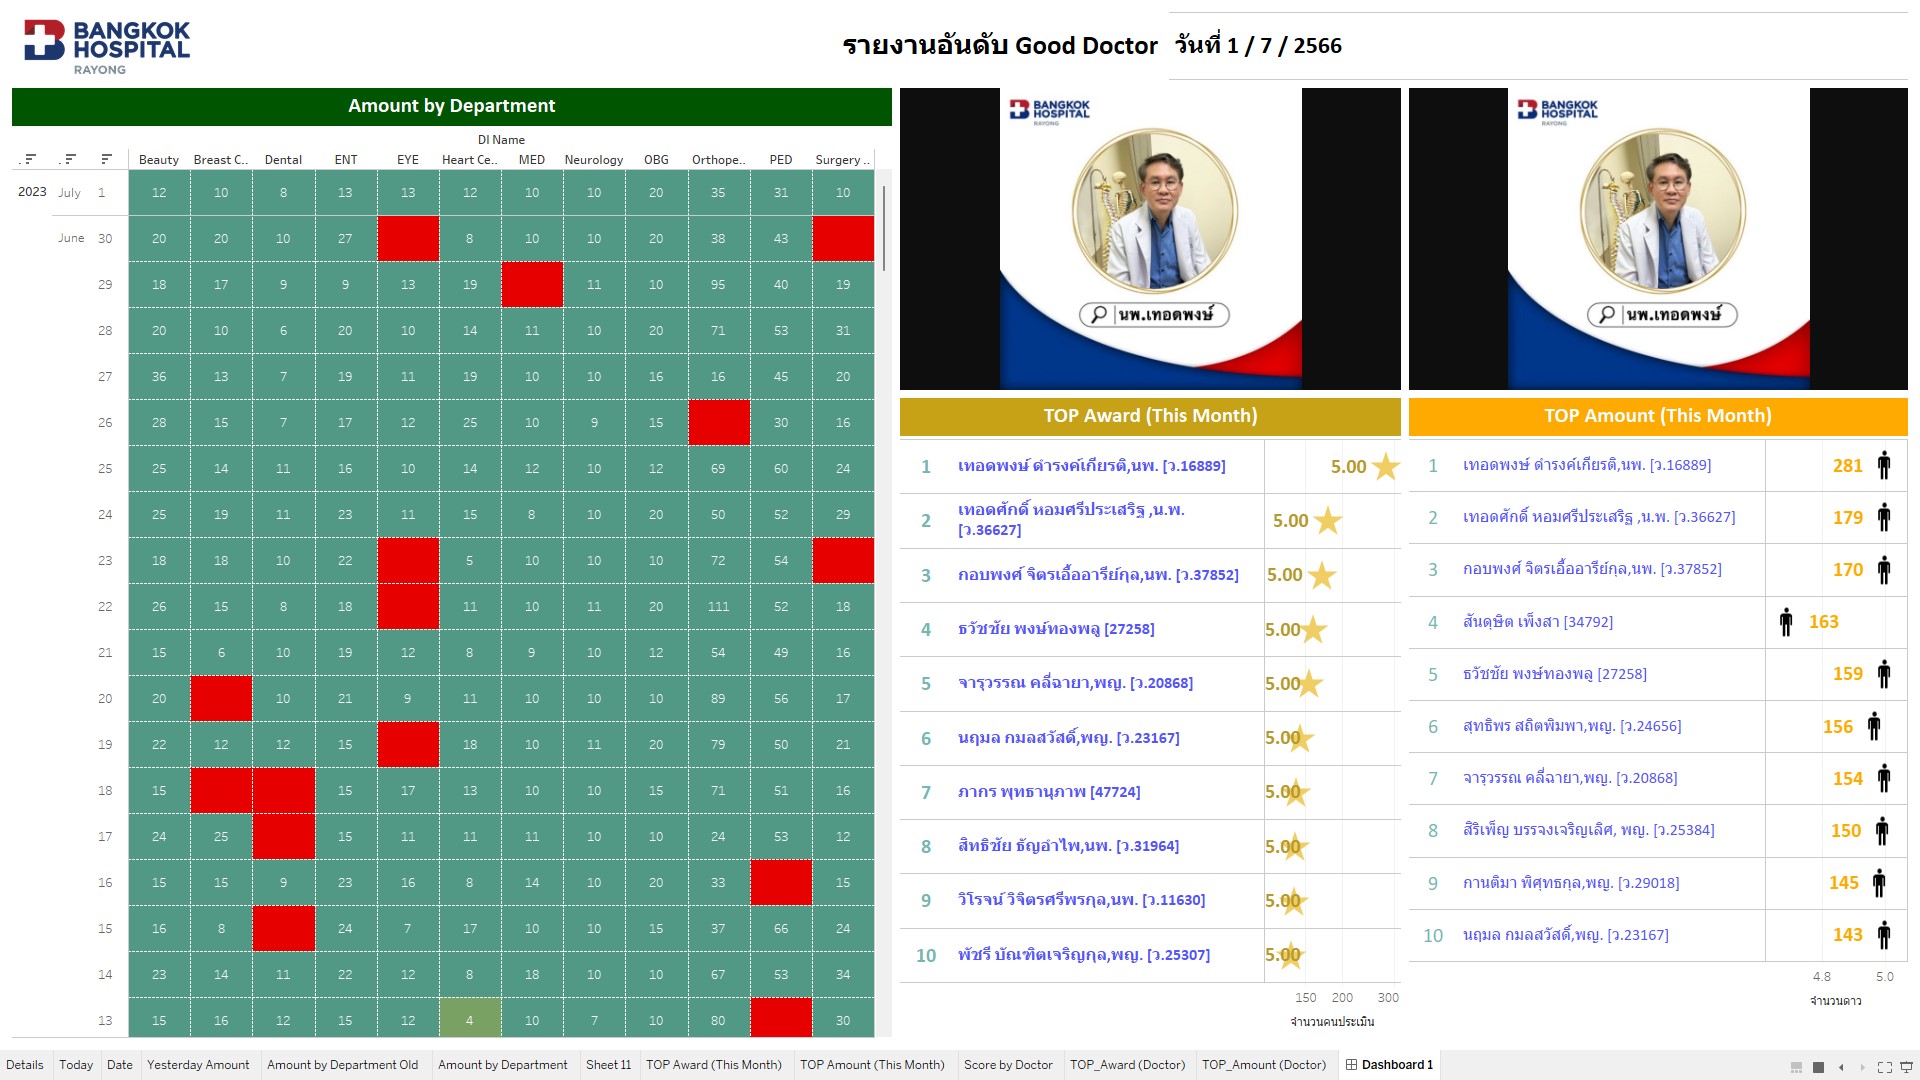 BANGKOK
HOSPITAL
RAYONG
รายงานอันดับ Good Doctor วันที่ 1 / 7 / 2566
Amount by Department
DI Name
Beauty Breast C.. Dental ENT EYE Heart Ce.. MED Neurology OBG Orthope.. PED Surgery ..
2023 July 1 12 10 8 13 13 12 10 10 20 35 31 10
June 30 20 20 10 27 8 10 10 20 38 43
29 18 17 9 9 13 19 11 10 95 40 19
28 20 10 6 20 10 14 11 10 20 71 53 31
27 36 13 7 19 11 19 10 10 16 16 45 20
26 28 15 7 17 12 25 10 9 15 30 16
25 25 14 11 16 10 14 12 10 12 69 60 24
24 25 19 11 23 11 15 8 10 20 50 52 29
23 18 18 10 22 5 10 10 10 72 54
22 26 15 8 18 11 10 11 20 111 52 18
21 15 6 10 19 12 8 9 10 12 54 49 16
20 20 10 21 9 11 10 10 10 89 56 17
19 22 12 12 15 18 10 11 20 79 50 21
18 15 15 17 13 10 10 15 71 51 16
17 24 25 15 11 11 11 10 10 24 53 12
16 15 15 9 23 16 8 14 10 20 33 15
15 16 8 24 7 17 10 10 15 37 66 24
14 23 14 11 22 12 8 18 10 10 67 53 34
13 15 16 12 15 12 4 10 7 10 80 30
BANGKOK
HOSPITAL
RAYONG
นพ.เทอดพงษ์
TOP Award (This Month)
1 เทอดพงษ์ ดำรงค์เกียรติ,นพ. [ว.16889] 5.00
2 เทอดศักดิ์ หอมศรีประเสริฐ ,น.พ.
[ว.36627] 5.00
3 กอบพงศ์ จิตรเอื้ออารีย์กุล,นพ. [ว.37852] 5.00
4 ธวัชชัย พงษ์ทองพลู [27258] 5.00
5 จารุวรรณ คลี่ฉายา,พญ. [ว.20868] 5.00
6 นฤมล กมลสวัสดิ์,พญ. [ว.23167] 5.00
7 ภากร พุทธานุภาพ [47724] 5.00
8 สิทธิชัย ธัญอำไพ,นพ. [ว.31964] 5.00
9 วิโรจน์ วิจิตรศรีพรกุล,นพ. [ว.11630] 5.00
10 พัชรี บัณฑิตเจริญกุล,พญ. [ว.25307] 5.00
150 200 300
จำนวนคนประเมิน
BANGKOK
HOSPITAL
RAYONG
นพ.เทอดพงษ์
TOP Amount (This Month)
1 เทอดพงษ์ ดำรงค์เกียรติ,นพ. [ว.16889] 281
2 เทอดศักดิ์ หอมศรีประเสริฐ ,น.พ. [ว.36627] 179
3 กอบพงศ์ จิตรเอื้ออารีย์กุล,นพ. [ว.37852] 170
4 สันดุษิต เพ็งสา [34792] 163
5 ธวัชชัย พงษ์ทองพลู [27258] 159
6 สุทธิพร สถิตพิมพา,พญ. [ว.24656] 156
7 จารุวรรณ คลี่ฉายา,พญ. [ว.20868] 154
8 สิริเพ็ญ บรรจงเจริญเลิศ, พญ. [ว.25384] 150
9 กานติมา พิศุทธกุล,พญ. [ว.29018] 145
10 นฤมล กมลสวัสดิ์,พญ. [ว.23167] 143
4.8 5.0
จำนวนดาว
Details Today Date Yesterday Amount Amount by Department Old Amount by Department Sheet 11 TOP Award (This Month) TOP Amount (This Month) Score by Doctor TOP_Award (Doctor) TOP_Amount (Doctor) Dashboard 1